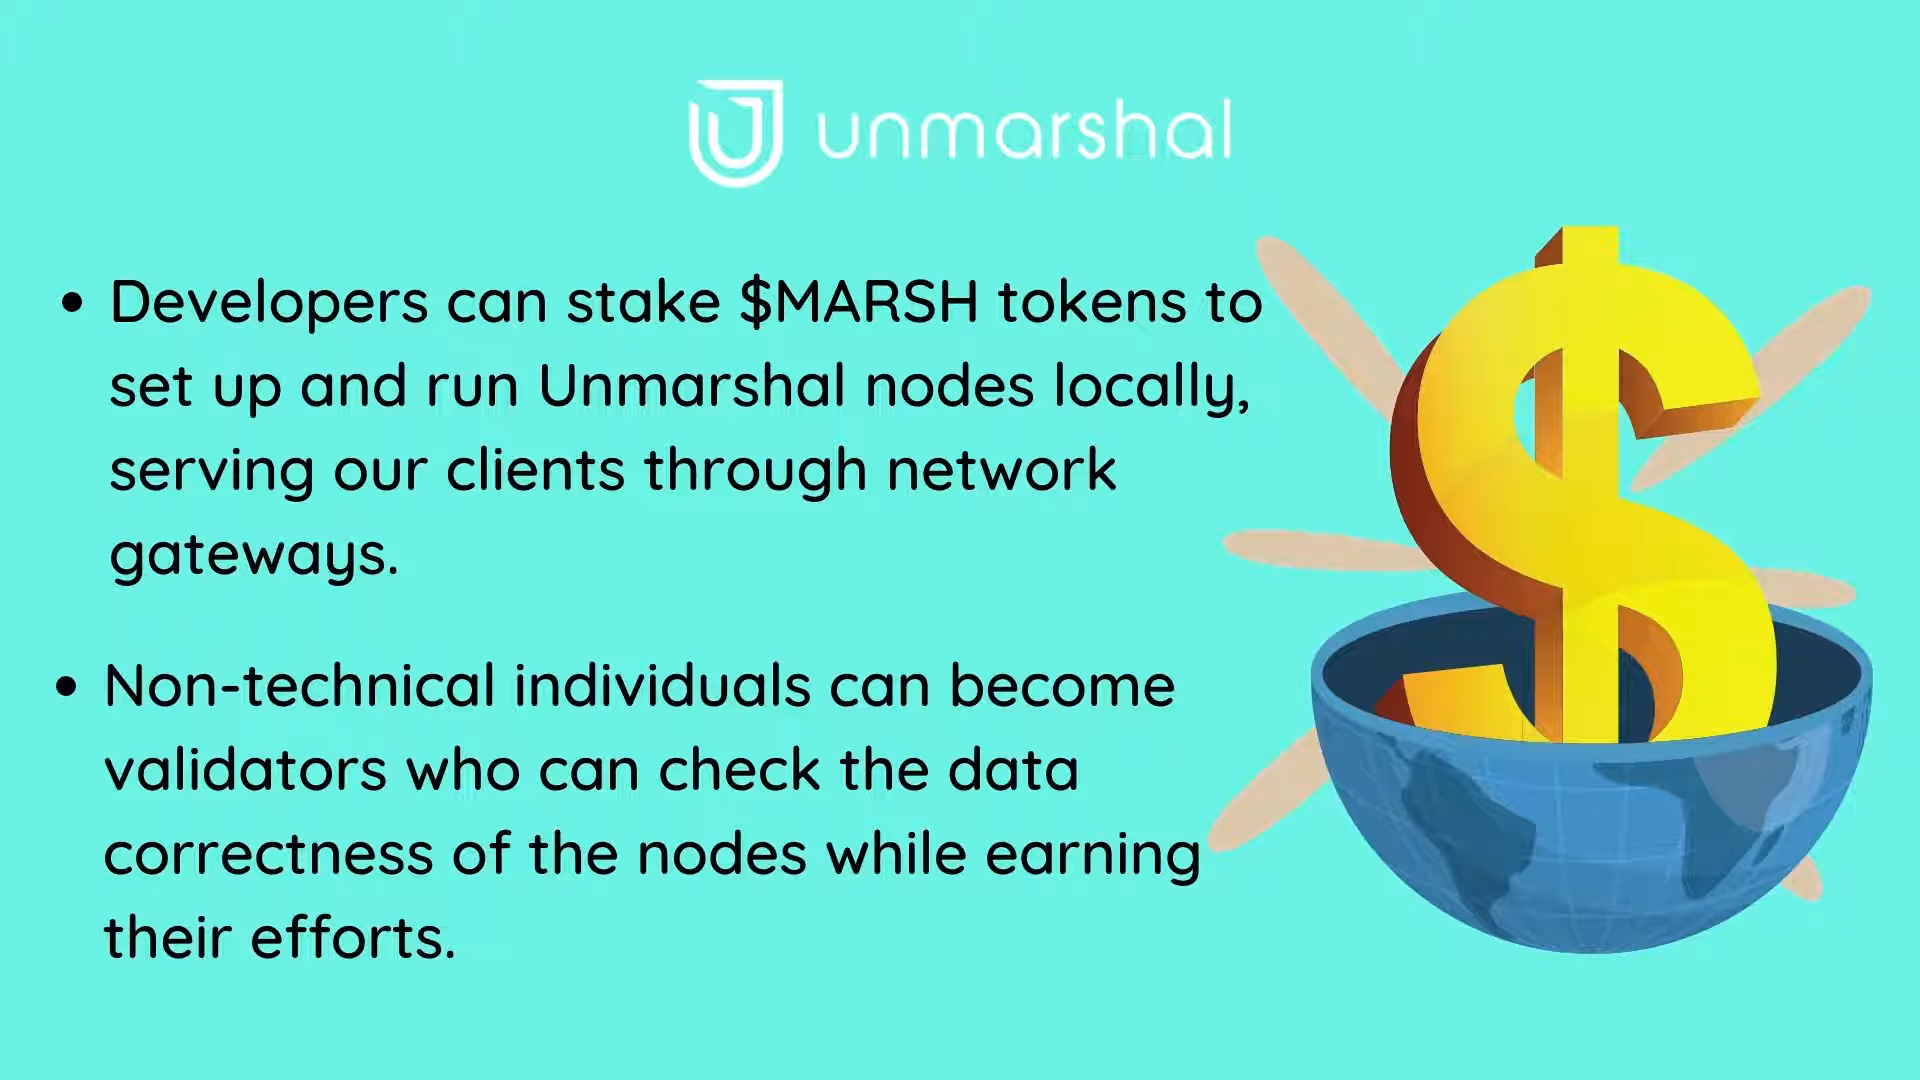 unmarshal
• Developers can stake $MARSH tokens to
set up and run Unmarshal nodes locally,
serving our clients through network
gateways.
• Non-technical individuals can become
validators who can check the data
correctness of the nodes while earning
their efforts.